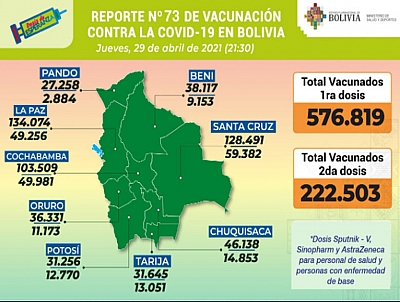 REPORTE Nº 73 DE VACUNACIÓN
CONTRA LA COVID-19 EN BOLIVIA
Jueves, 29 de abril de 2021 (21:30)
BOLIVIA
MINISTERIO
DE SALUD Y DEPORTES
PANDO
27.258
2.884
BENI
38.117
9.153
LA PAZ
134.074
49.256
SANTA CRUZ
128.491
59.382
COCHABAMBA
103.509
49.981
ORURO
36.331
11.173
CHUQUISACA
46.138
14.853
POTOSÍ
31.256
12.770
TARIJA
31.645
13.051
Total Vacunados
1ra dosis
576.819
Total Vacunados
2da dosis
222.503
*Dosis Sputnik - V,
Sinopharm y AstraZeneca
para personal de salud y
personas con enfermedad
de base